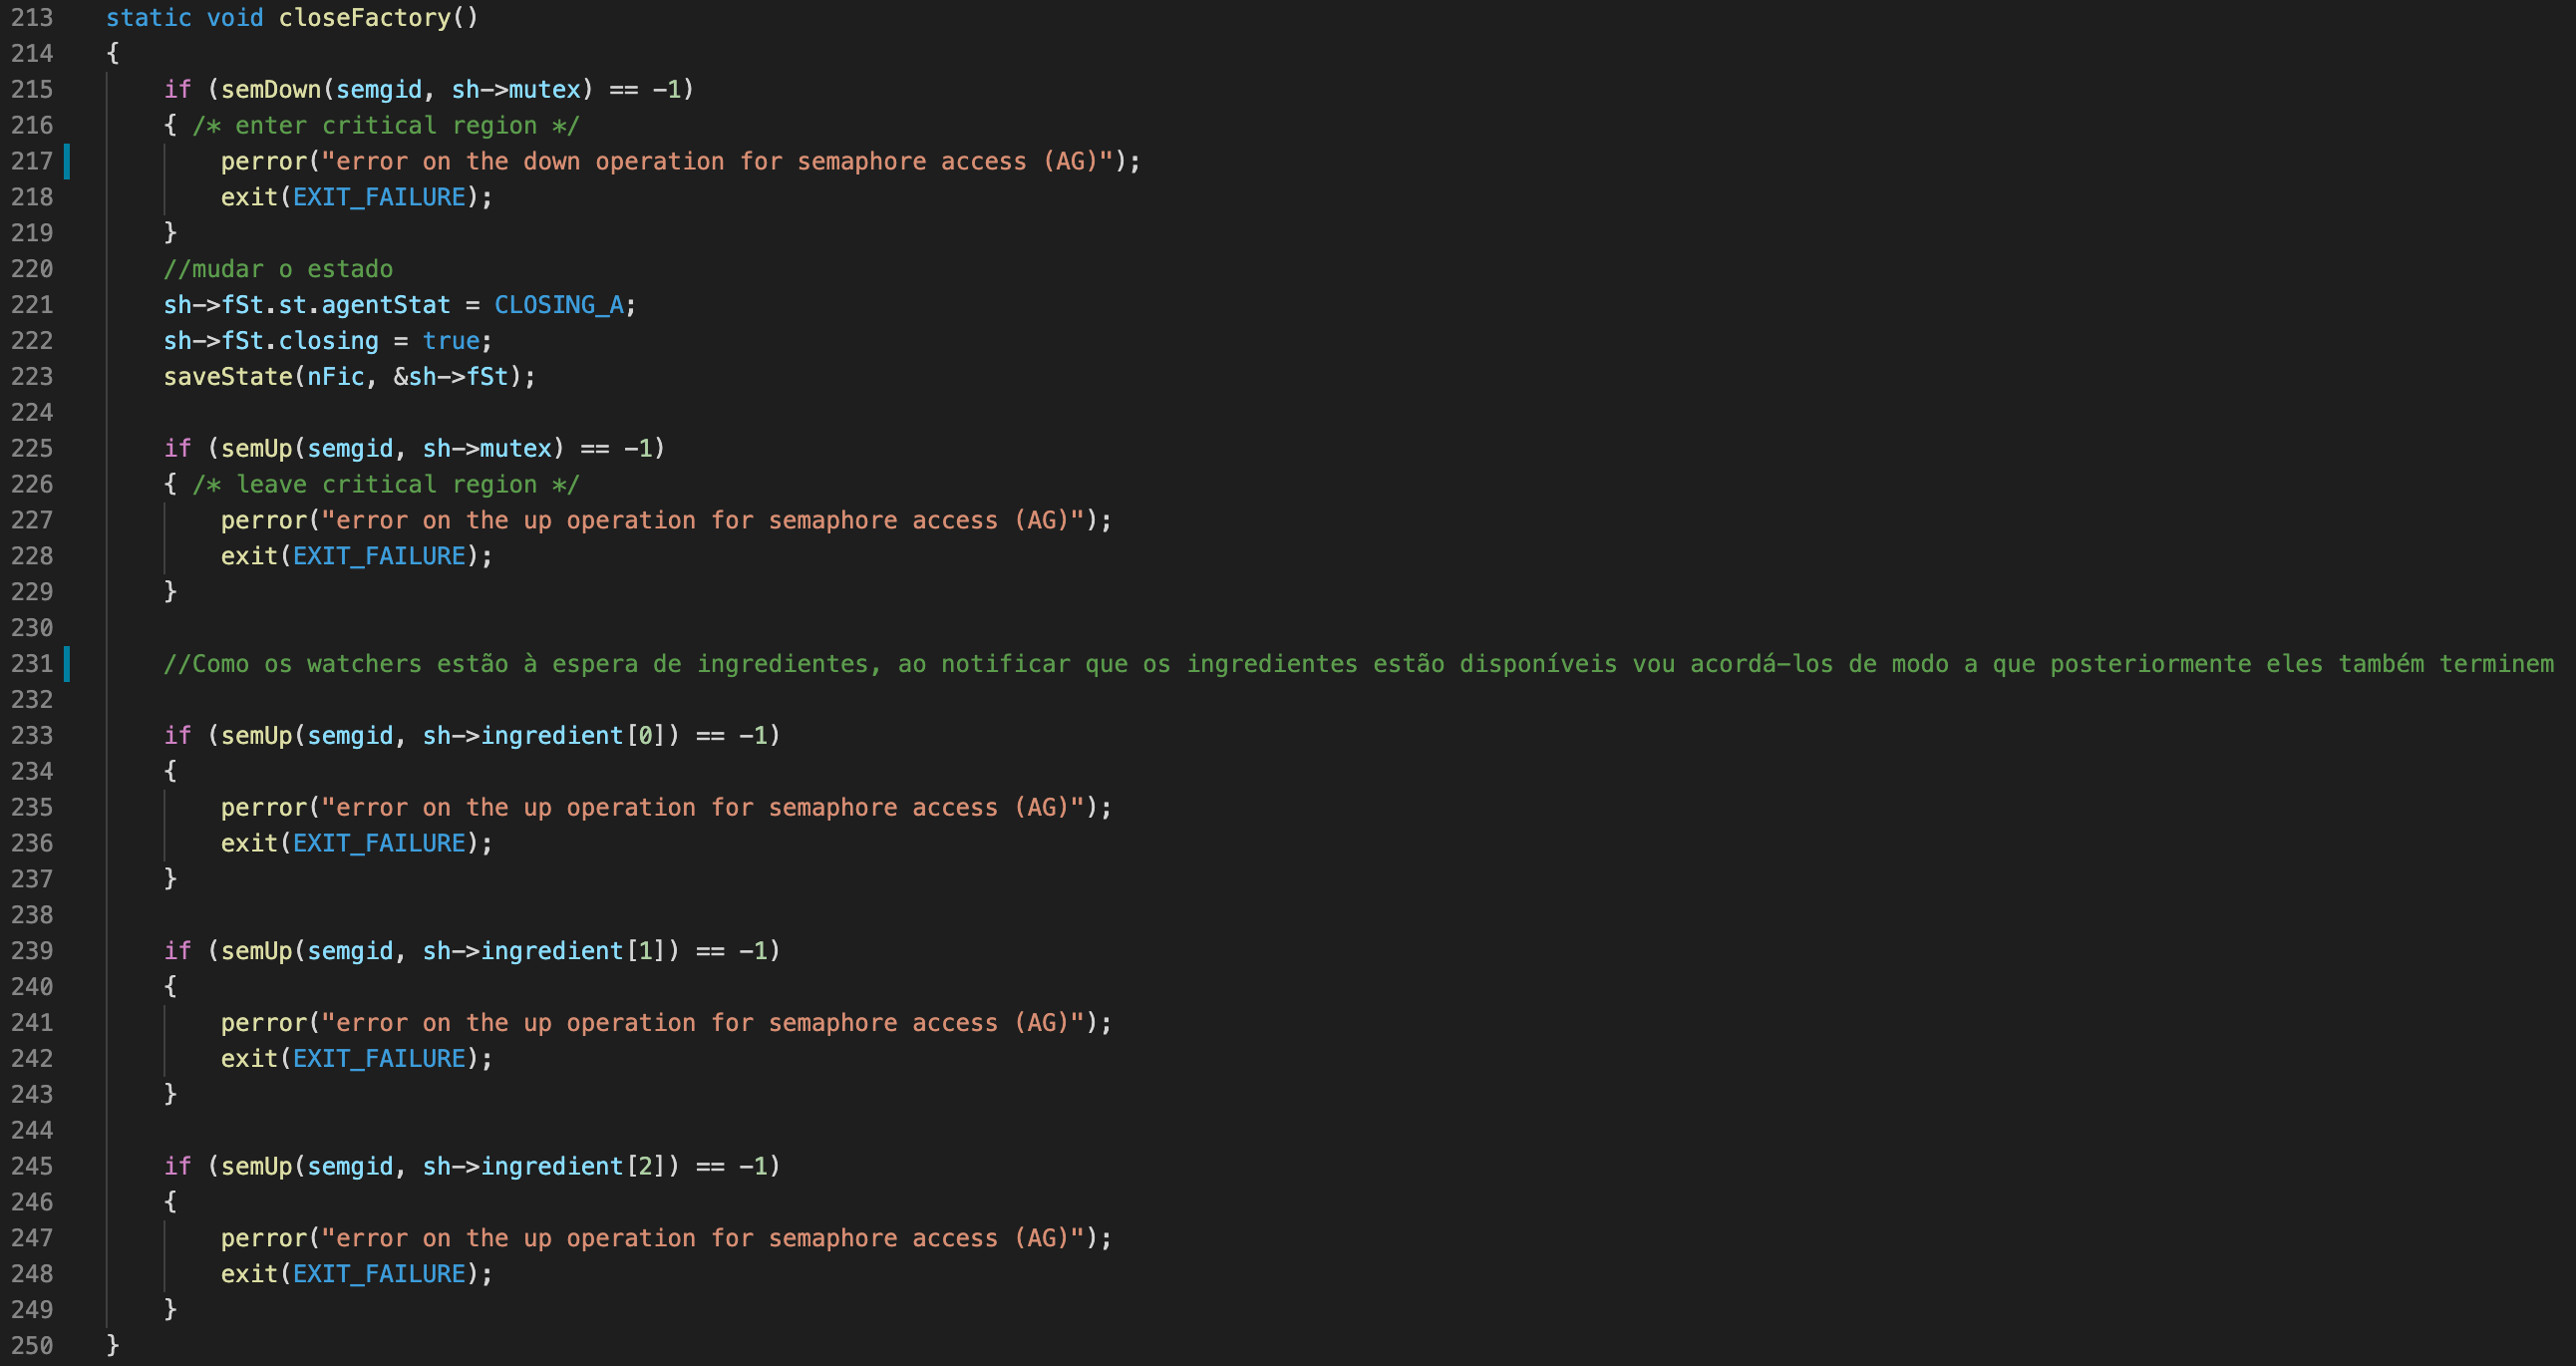 213 static void closeFactory()
214 {
215 if (semDown(semgid, sh->mutex) == -1)
216 { /* enter critical region */
217 perror("error on the down operation for semaphore access (AG)");
218 exit(EXIT_FAILURE);
219 }
220 //mudar o estado
221 sh->fSt.st.agentStat = CLOSING_A;
222 sh->fSt.closing = true;
223 saveState(nFic, &sh->fSt);
224
225 if (semUp(semgid, sh->mutex) == -1)
226 { /* leave critical region */
227 perror("error on the up operation for semaphore access (AG)");
228 exit(EXIT_FAILURE);
229 }
230
231 //Como os watchers estão à espera de ingredientes, ao notificar que os ingredientes estão disponíveis vou acordá-los de modo a que posteriormente eles também terminem
232
233 if (semUp(semgid, sh->ingredient[0]) == -1)
234 {
235 perror("error on the up operation for semaphore access (AG)");
236 exit(EXIT_FAILURE);
237 }
238
239 if (semUp(semgid, sh->ingredient[1]) == -1)
240 {
241 perror("error on the up operation for semaphore access (AG)");
242 exit(EXIT_FAILURE);
243 }
244
245 if (semUp(semgid, sh->ingredient[2]) == -1)
246 {
247 perror("error on the up operation for semaphore access (AG)");
248 exit(EXIT_FAILURE);
249 }
250 }